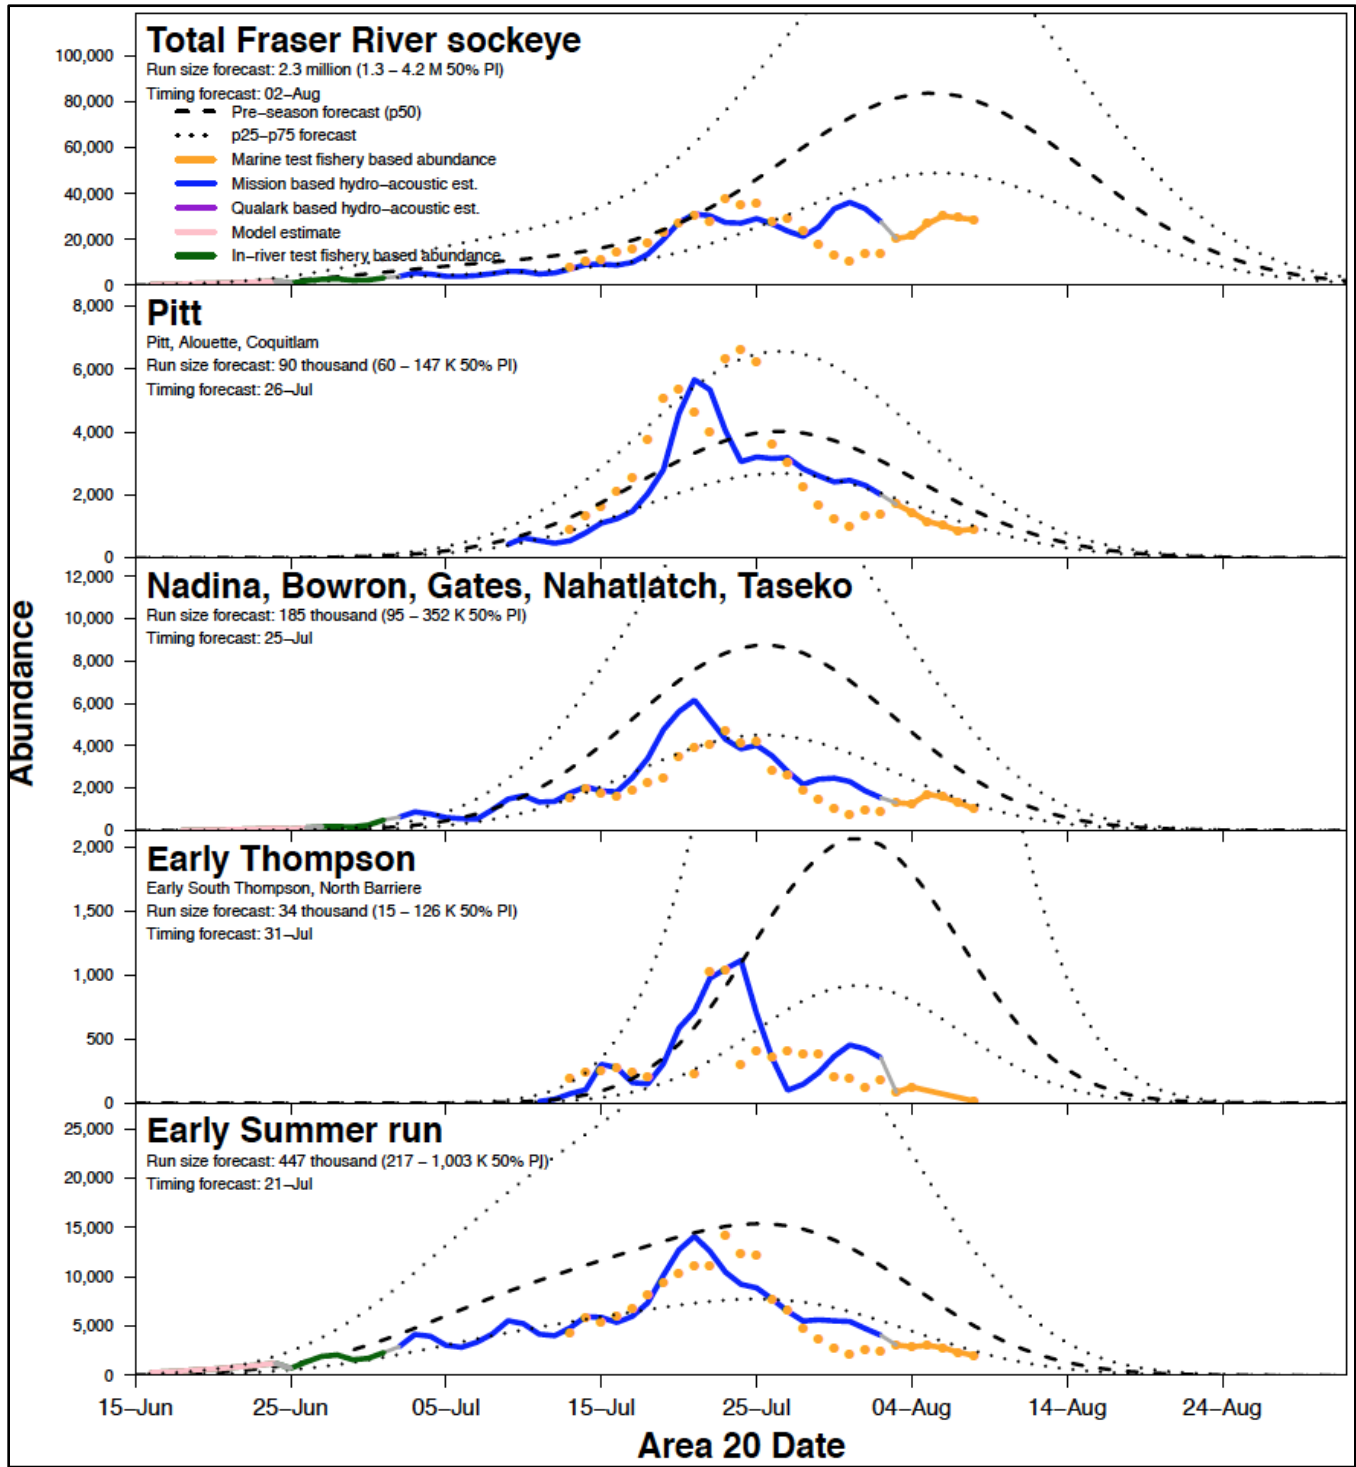 Total Fraser River sockeye
Run size forecast: 2.3 million (1.3 – 4.2 M 50% PI)
Timing forecast: 02–Aug
Pre–season forecast (p50)
p25–p75 forecast
Marine test fishery based abundance
Mission based hydro–acoustic est.
Qualark based hydro–acoustic est.
Model estimate
In–river test fishery based abundance
100,000
80,000
60,000
40,000
20,000
0
Pitt
Pitt, Alouette, Coquitlam
Run size forecast: 90 thousand (60 – 147 K 50% PI)
Timing forecast: 26–Jul
8,000
6,000
4,000
2,000
0
Nadina, Bowron, Gates, Nahatlatch, Taseko
Run size forecast: 185 thousand (95 – 352 K 50% PI)
Timing forecast: 25–Jul
12,000
10,000
8,000
6,000
4,000
2,000
0
Early Thompson
Early South Thompson, North Barriere
Run size forecast: 34 thousand (15 – 126 K 50% PI)
Timing forecast: 31–Jul
2,000
1,500
1,000
500
0
Early Summer run
Run size forecast: 447 thousand (217 – 1,003 K 50% PI)
Timing forecast: 21–Jul
25,000
20,000
15,000
10,000
5,000
0
Abundance
15–Jun
25–Jun
05–Jul
15–Jul
25–Jul
04–Aug
14–Aug
24–Aug
Area 20 Date